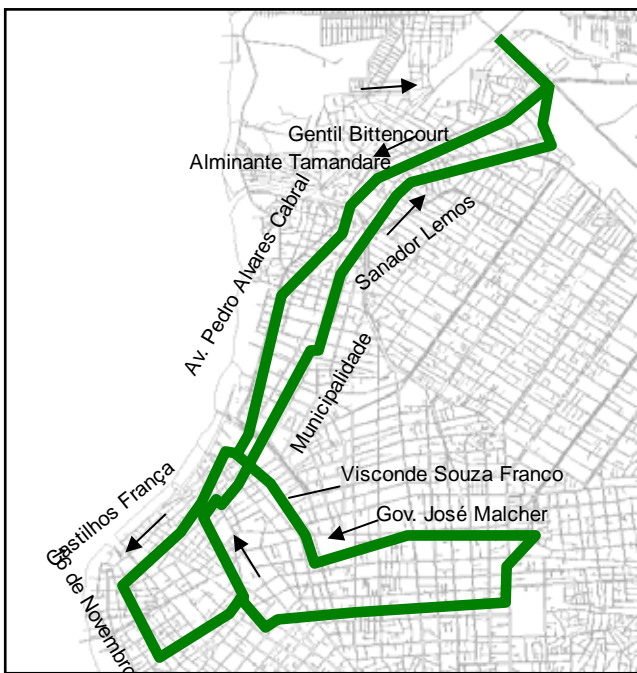 Gentil Bittencourt
Alminante Tamandaré
Av. Pedro Alvares Cabral
Sanador Lemos
Municipalidade
Visconde Souza Franco
Castilhos França
Gov. José Malcher
16 de Novembro